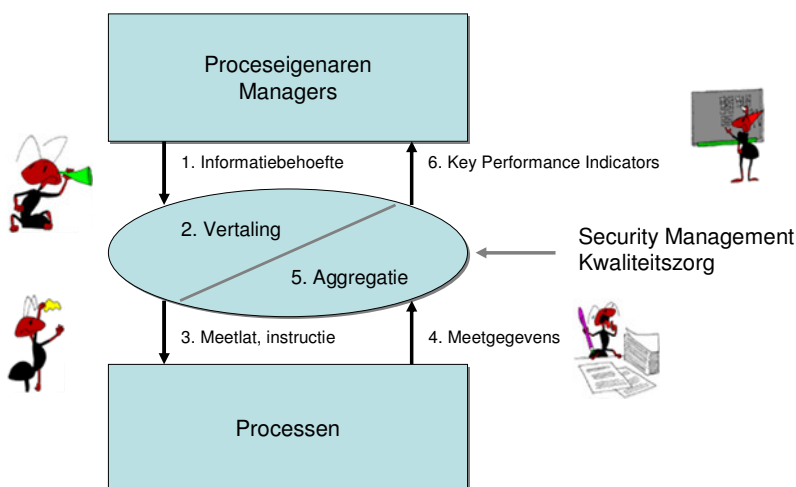 Proceseigenaren
Managers
1. Informatiebehoefte
6. Key Performance Indicators
2. Vertaling
5. Aggregatie
Security Management
Kwaliteitszorg
3. Meetlat, instructie
4. Meetgegevens
Processen